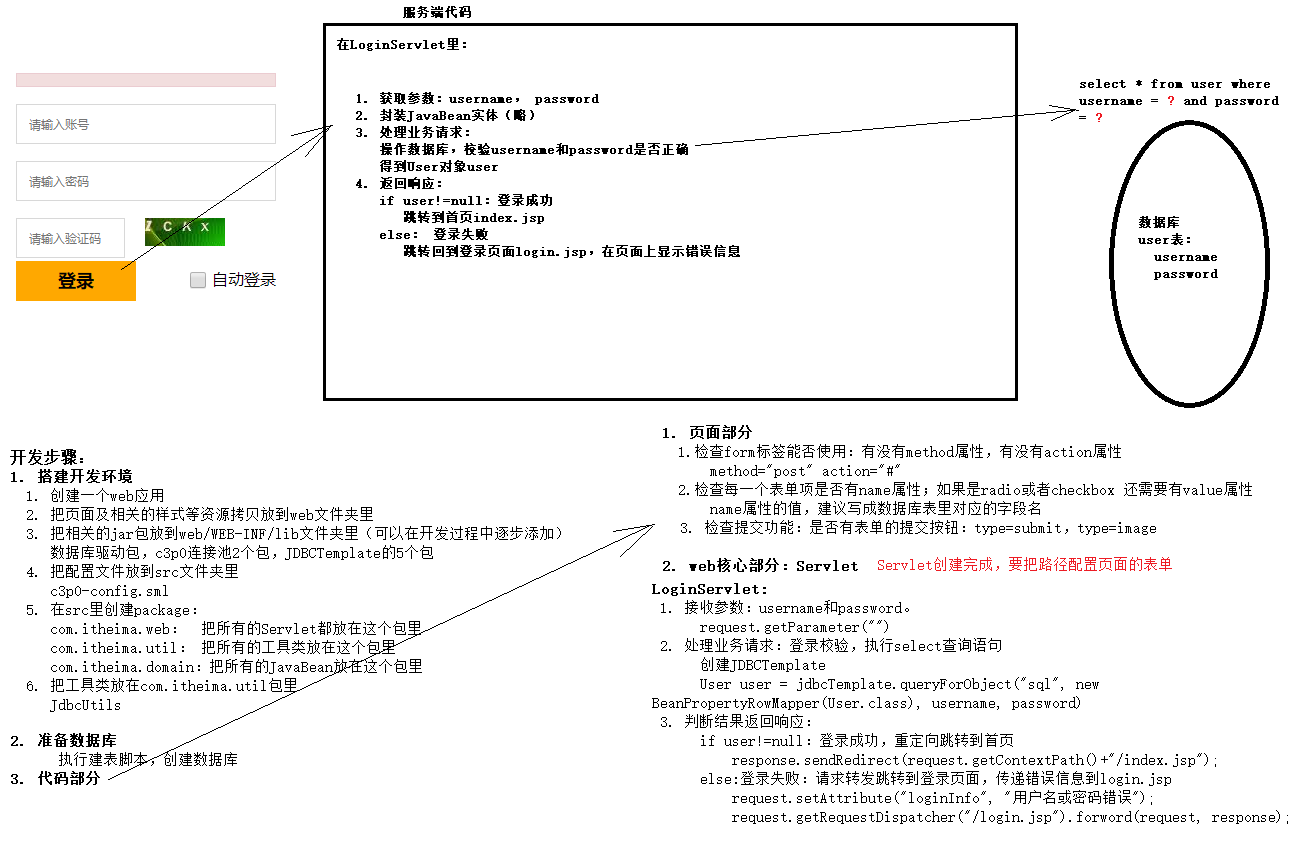 服务端代码
在LoginServlet里：
请输入账号
请输入密码
请输入验证码
Z C A X
登录
自动登录
1. 获取参数：username， password
2. 封装JavaBean实体（略）
3. 处理业务请求：
操作数据库，校验username和password是否正确
得到User对象user
4. 返回响应：
if user!=null：登录成功
跳转到首页index.jsp
else： 登录失败
跳转回到登录页面login.jsp，在页面上显示错误信息
select * from user where
username = ? and password
= ?
数据库
user表：
username
password
开发步骤：
1. 搭建开发环境
1. 创建一个web应用
2. 把页面及相关的样式等资源拷贝放到web文件夹里
3. 把相关的jar包放到web/WEB-INF/lib文件夹里（可以在开发过程中逐步添加）
数据库驱动包，c3p0连接池2个包，JDBCTemplate的5个包
4. 把配置文件放到src文件夹里
c3p0-config.sml
5. 在src里创建package：
com.itheima.web： 把所有的Servlet都放在这个包里
com.itheima.util： 把所有的工具类放在这个包里
com.itheima.domain：把所有的JavaBean放在这个包里
6. 把工具类放在com.itheima.util包里
JdbcUtils
2. 准备数据库
执行建表脚本，创建数据库
3. 代码部分
1. 页面部分
1.检查form标签能否使用：有没有method属性，有没有action属性
method="post" action="#"
2.检查每一个表单项是否有name属性；如果是radio或者checkbox 还需要有value属性
name属性的值，建议写成数据库表里对应的字段名
3. 检查提交功能：是否有表单的提交按钮：type=submit，type=image
2. web核心部分：Servlet Servlet创建完成，要把路径配置页面的表单
LoginServlet:
1. 接收参数：username和password。
request.getParameter("")
2. 处理业务请求：登录校验，执行select查询语句
创建JDBCTemplate
User user = jdbcTemplate.queryForObject("sql", new
BeanPropertyRowMapper(User.class), username, password)
3. 判断结果返回响应：
if user!=null：登录成功，重定向跳转到首页
response.sendRedirect(request.getContextPath()+"/index.jsp");
else:登录失败：请求转发跳转到登录页面，传递错误信息到login.jsp
request.setAttribute("loginInfo", "用户名或密码错误");
request.getRequestDispatcher("/login.jsp").forword(request, response);